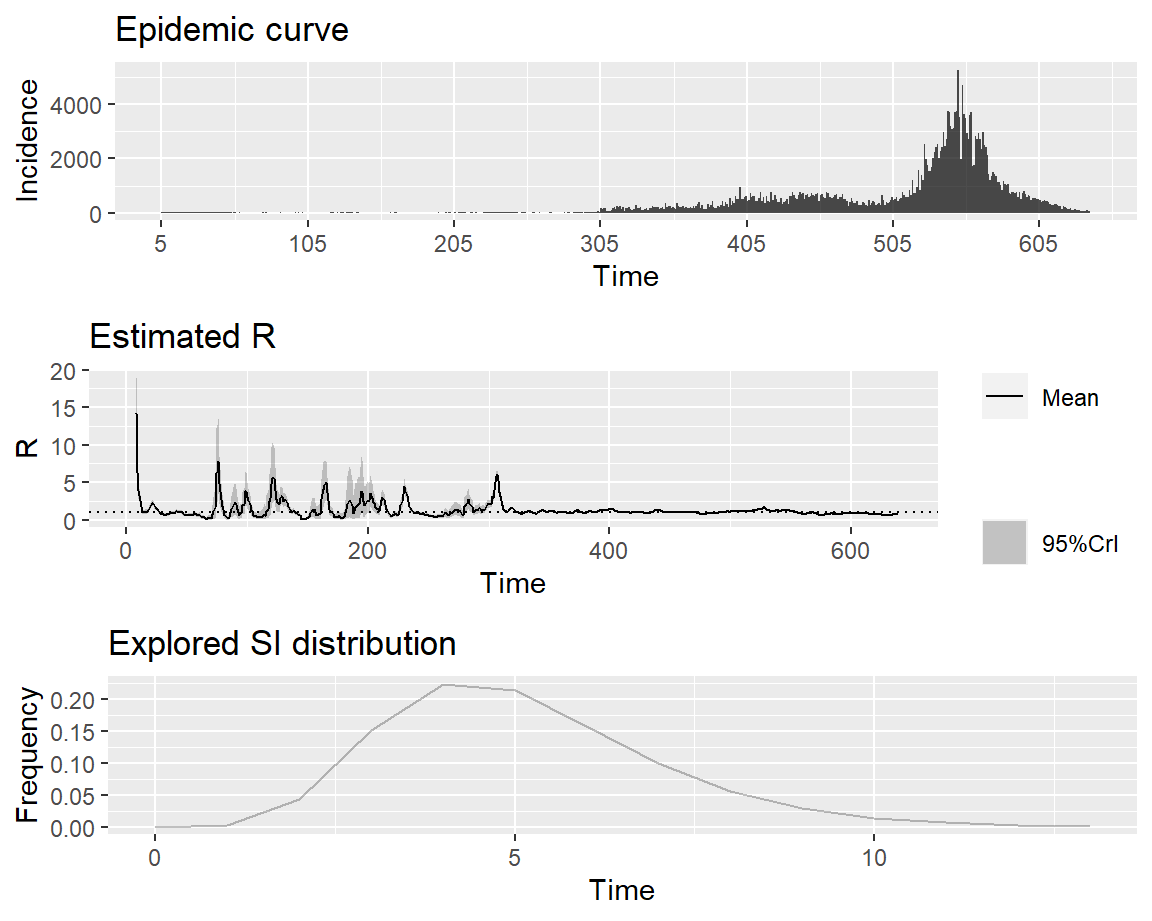 Epidemic curve
Incidence
4000
2000
0
5 105 205 305 405 505 605
Time
Estimated R
R
20
15
10
5
0
0 200 400 600
Time
Mean
95%CrI
Explored SI distribution
Frequency
0.20
0.15
0.10
0.05
0.00
0 5 10
Time